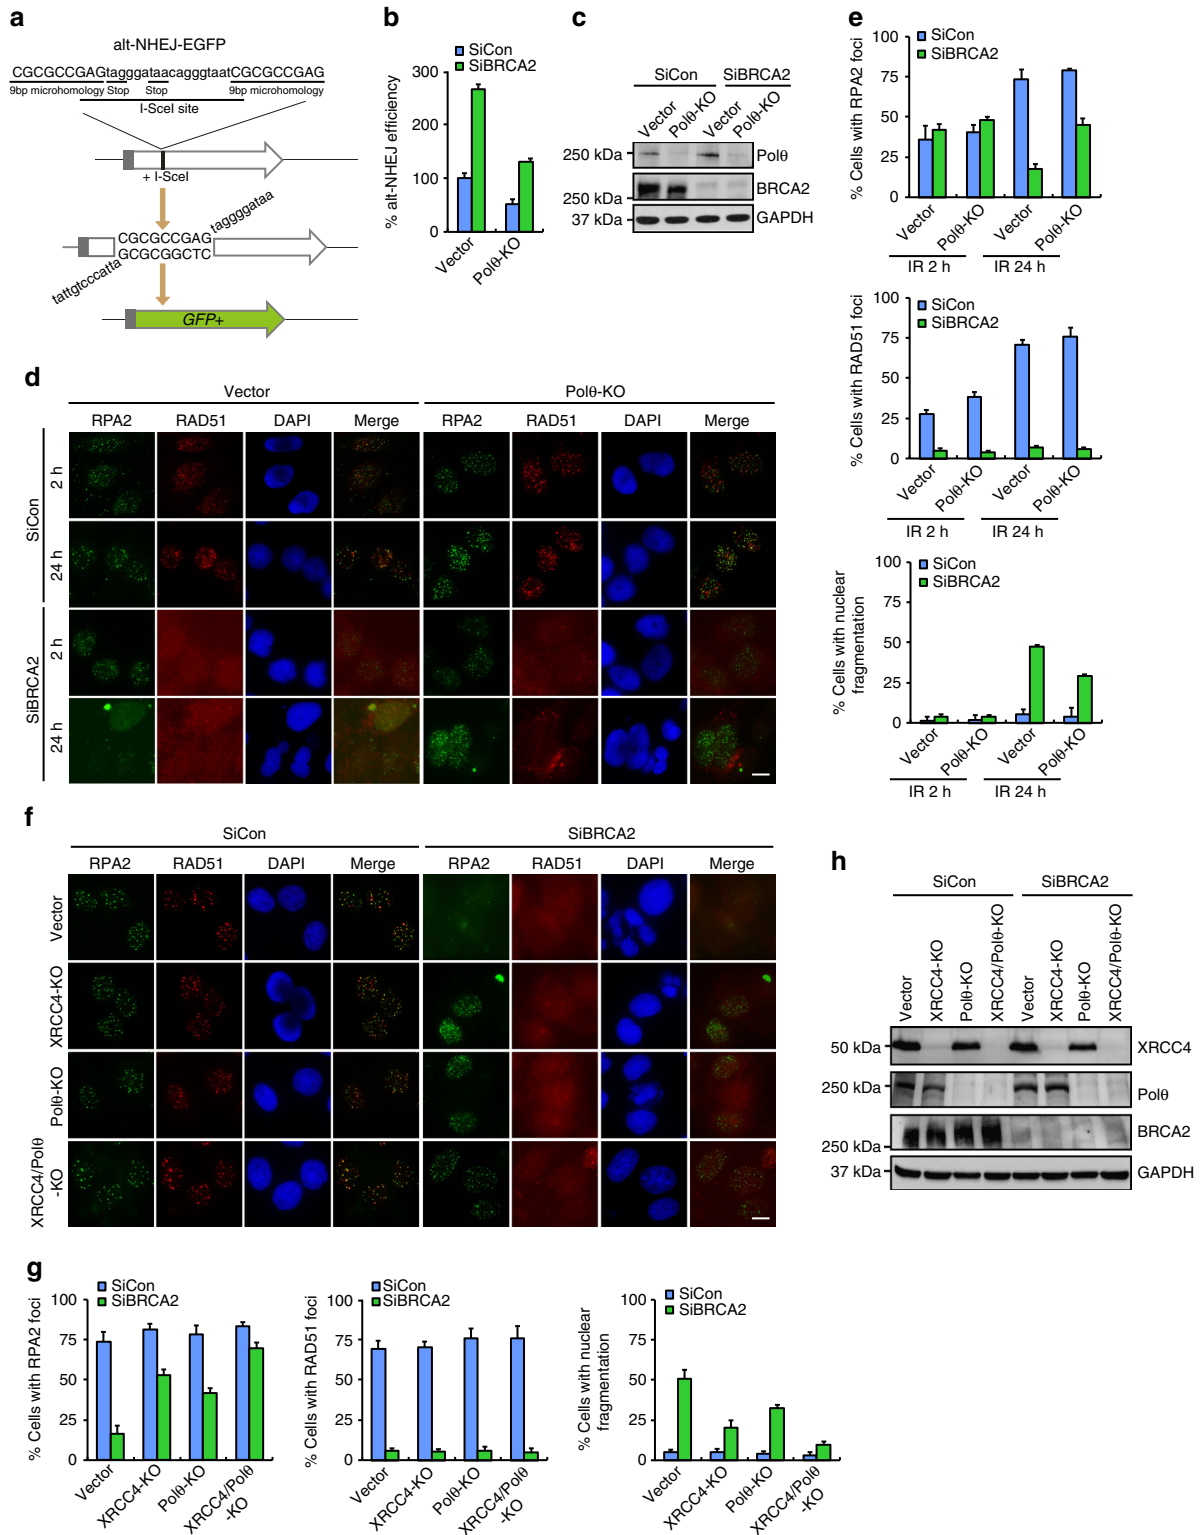 a
alt-NHEJ-EGFP
CGCGCCGAGtagggataacagggtaatCGCGCCGAG
9bp microhomology Stop Stop 9bp microhomology
I-SceI site
+ I-SceI
taggggataa
CGCGCCGAG
GCGCGGCTC
tattgtcccatta
GFP+
b
SiCon
SiBRCA2
% alt-NHEJ efficiency
300
200
100
0
Vector
Polθ-KO
c
SiCon SiBRCA2
Vector Polθ-KO Vector Polθ-KO
250 kDa Polθ
250 kDa BRCA2
37 kDa GAPDH
d
Vector Polθ-KO
RPA2 RAD51 DAPI Merge RPA2 RAD51 DAPI Merge
SiCon
2 h
24 h
SiBRCA2
2 h
24 h
e
SiCon
SiBRCA2
% Cells with RPA2 foci
100
75
50
25
0
Vector Polθ-KO Vector Polθ-KO
IR 2 h IR 24 h
SiCon
SiBRCA2
% Cells with RAD51 foci
100
75
50
25
0
Vector Polθ-KO Vector Polθ-KO
IR 2 h IR 24 h
SiCon
SiBRCA2
% Cells with nuclear
fragmentation
100
75
50
25
0
Vector Polθ-KO Vector Polθ-KO
IR 2 h IR 24 h
f
SiCon SiBRCA2
RPA2 RAD51 DAPI Merge RPA2 RAD51 DAPI Merge
Vector
XRCC4-KO
Polθ-KO
XRCC4/Polθ
-KO
g
SiCon
SiBRCA2
% Cells with RPA2 foci
100
75
50
25
0
Vector XRCC4-KO Polθ-KO XRCC4/Polθ
-KO
SiCon
SiBRCA2
% Cells with RAD51 foci
100
75
50
25
0
Vector XRCC4-KO Polθ-KO XRCC4/Polθ
-KO
SiCon
SiBRCA2
% Cells with nuclear
fragmentation
100
75
50
25
0
Vector XRCC4-KO Polθ-KO XRCC4/Polθ
-KO
h
SiCon SiBRCA2
Vector XRCC4-KO Polθ-KO XRCC4/Polθ-KO Vector XRCC4-KO Polθ-KO XRCC4/Polθ-KO
50 kDa XRCC4
250 kDa Polθ
250 kDa BRCA2
37 kDa GAPDH